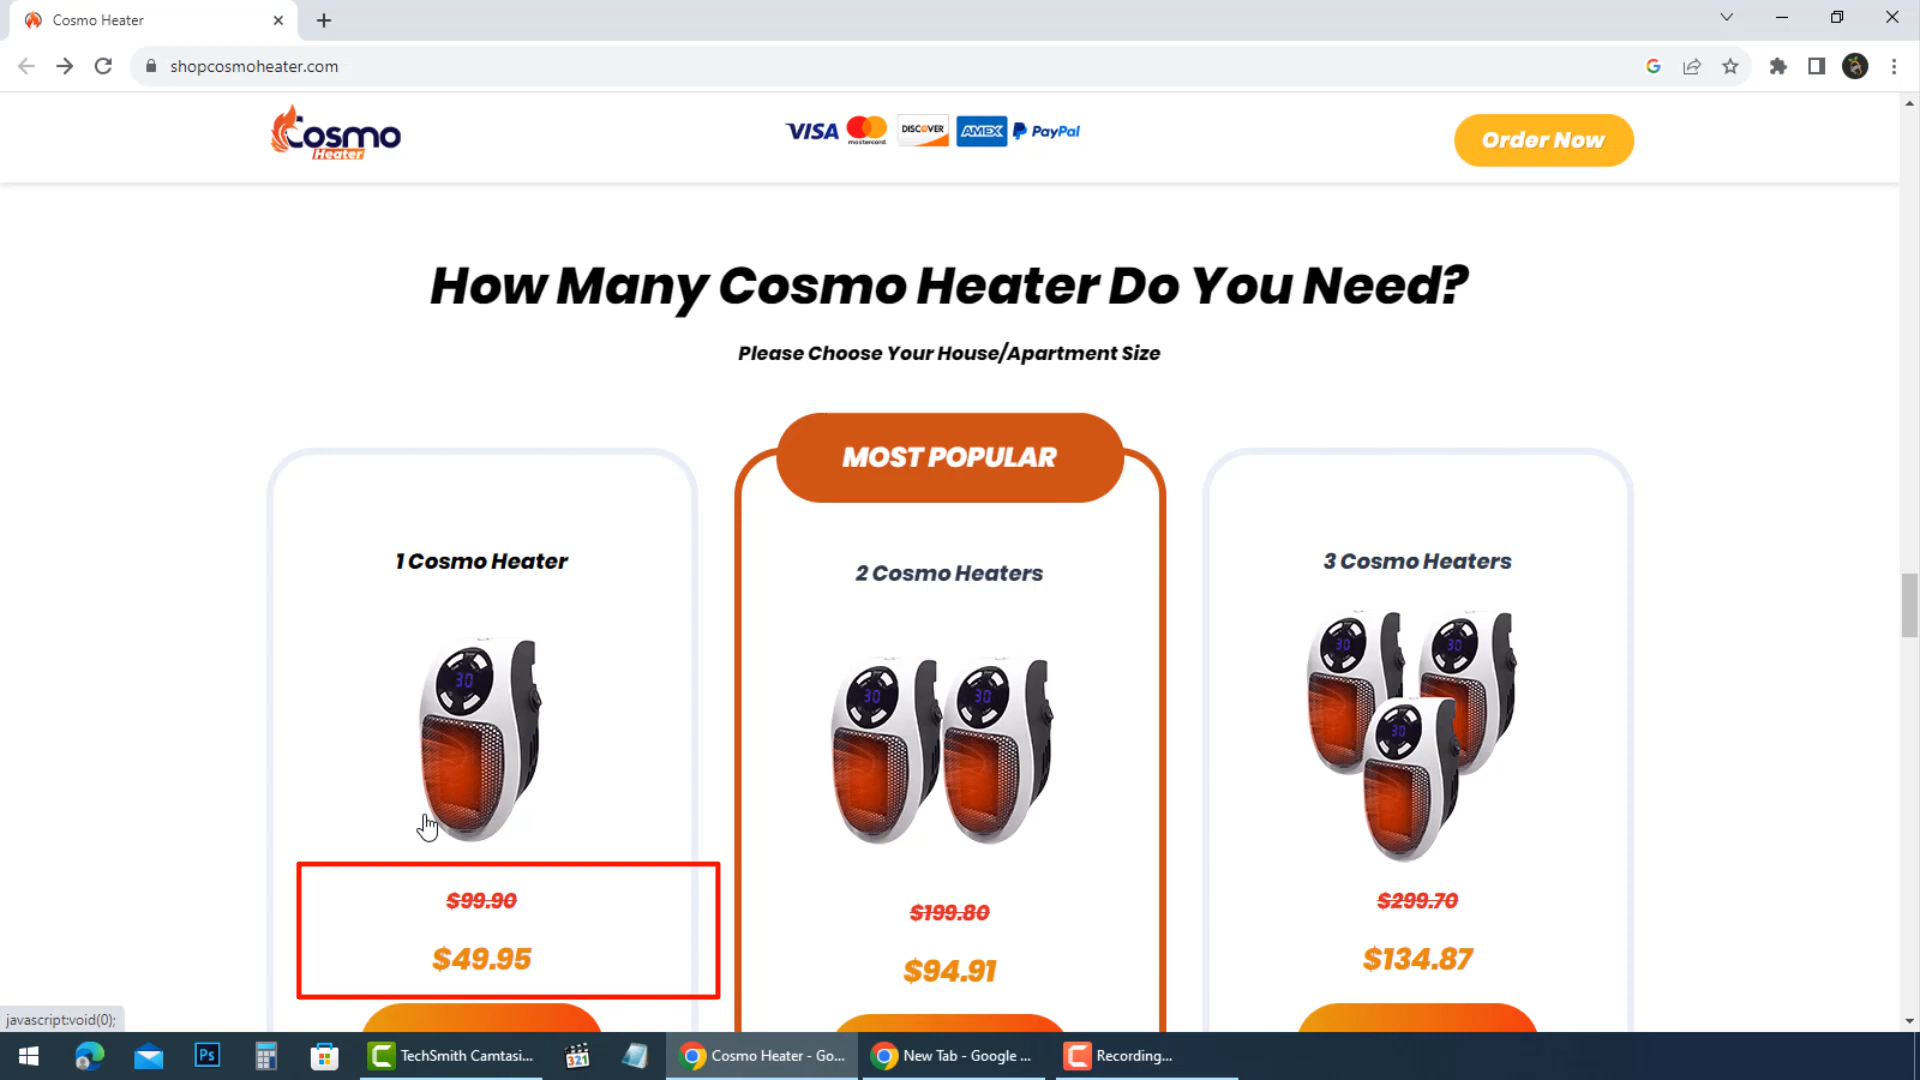 Cosmo Heater
shopcosmoheater.com
Cosmo
Heater
VISA
mastercard
DISCOVER
AMEX
PayPal
Order Now
How Many Cosmo Heater Do You Need?
Please Choose Your House/Apartment Size
MOST POPULAR
1 Cosmo Heater
2 Cosmo Heaters
3 Cosmo Heaters
30
30
30
30
30
30
$99.90
$199.80
$299.70
$49.95
$94.91
$134.87
javascript:void(0);
Ps
321
TechSmith Camtasi...
Cosmo Heater - Go...
New Tab - Google ...
Recording...